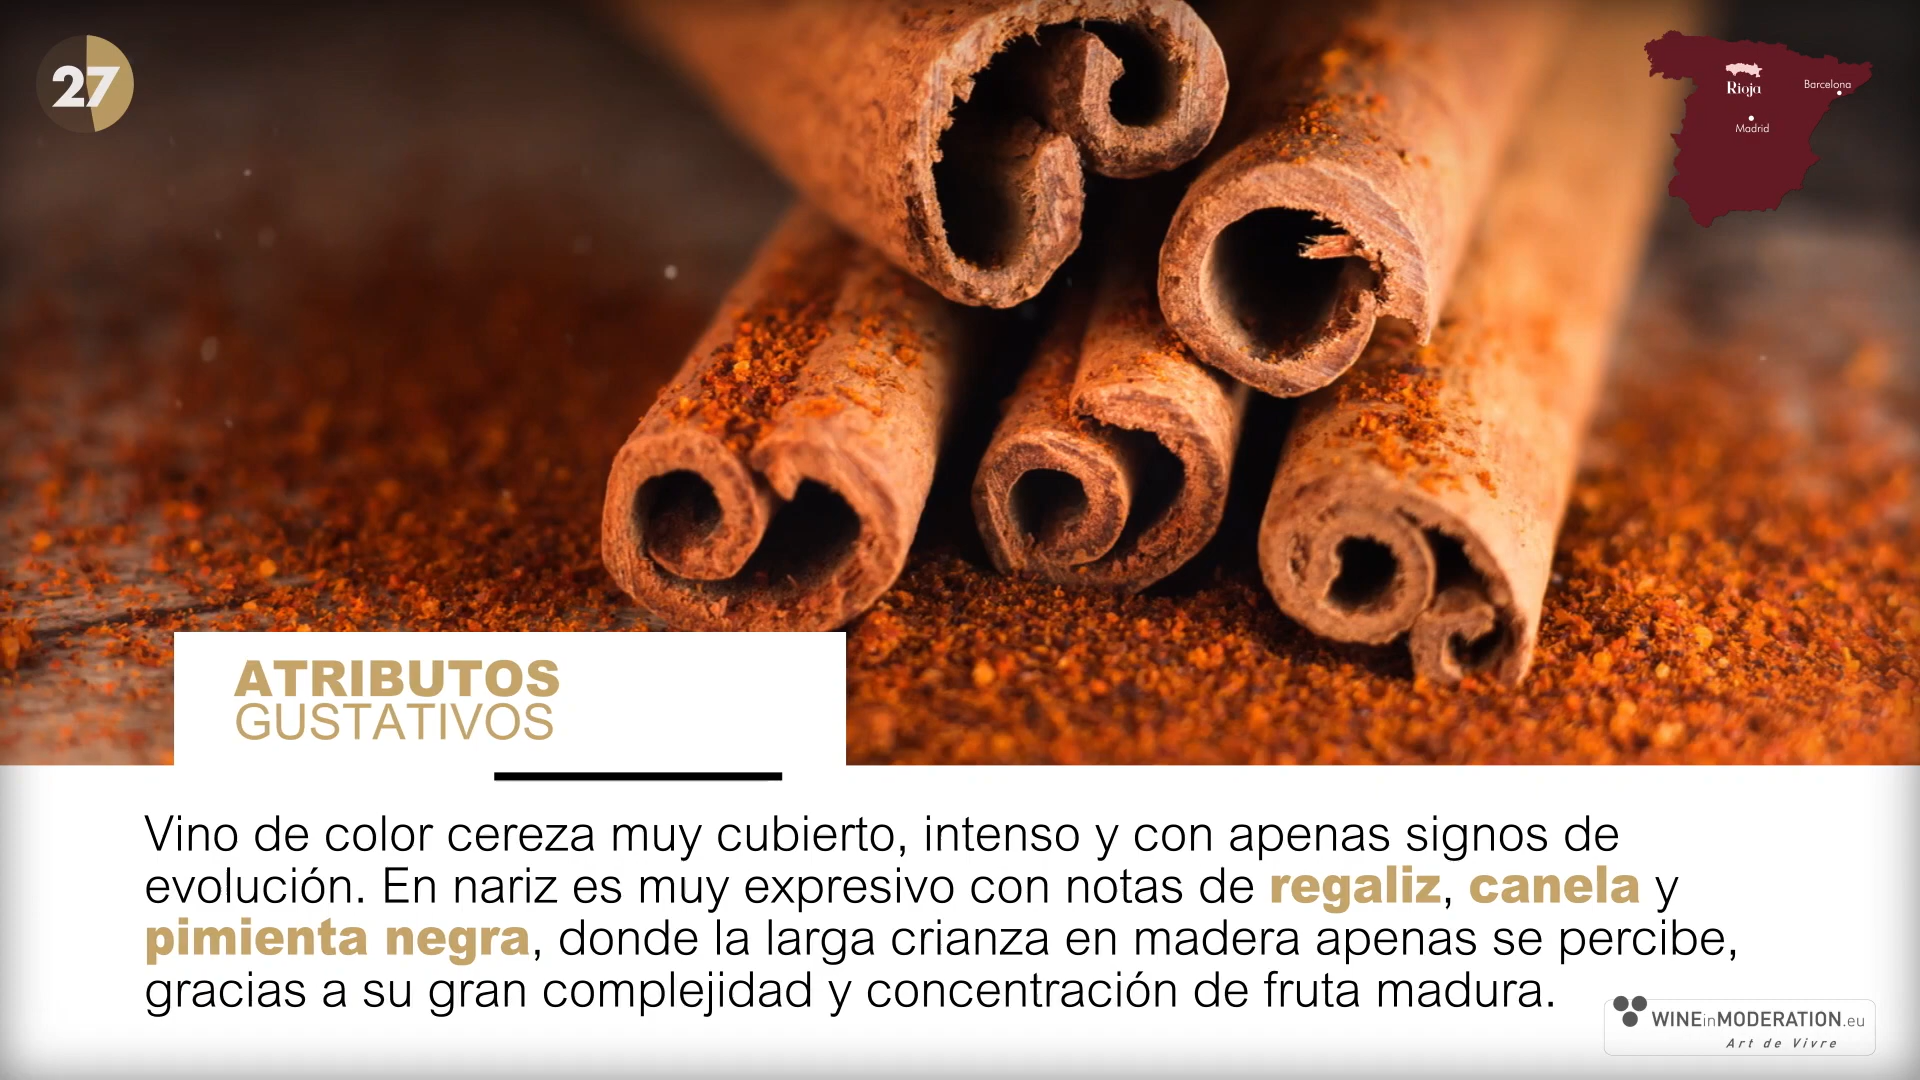 27
Rioja
Barcelona
Madrid
ATRIBUTOS
GUSTATIVOS
Vino de color cereza muy cubierto, intenso y con apenas signos de
evolución. En nariz es muy expresivo con notas de regaliz, canela y
pimienta negra, donde la larga crianza en madera apenas se percibe,
gracias a su gran complejidad y concentración de fruta madura.
WINEinMODERATION.eu
Art de Vivre